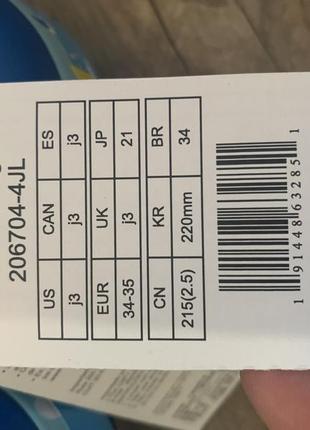 206704-4JL
US CAN ES
j3 j3 j3
EUR UK JP
34-35 j3 21
CN KR BR
215(2.5) 220mm 34
1 91448 63285 1